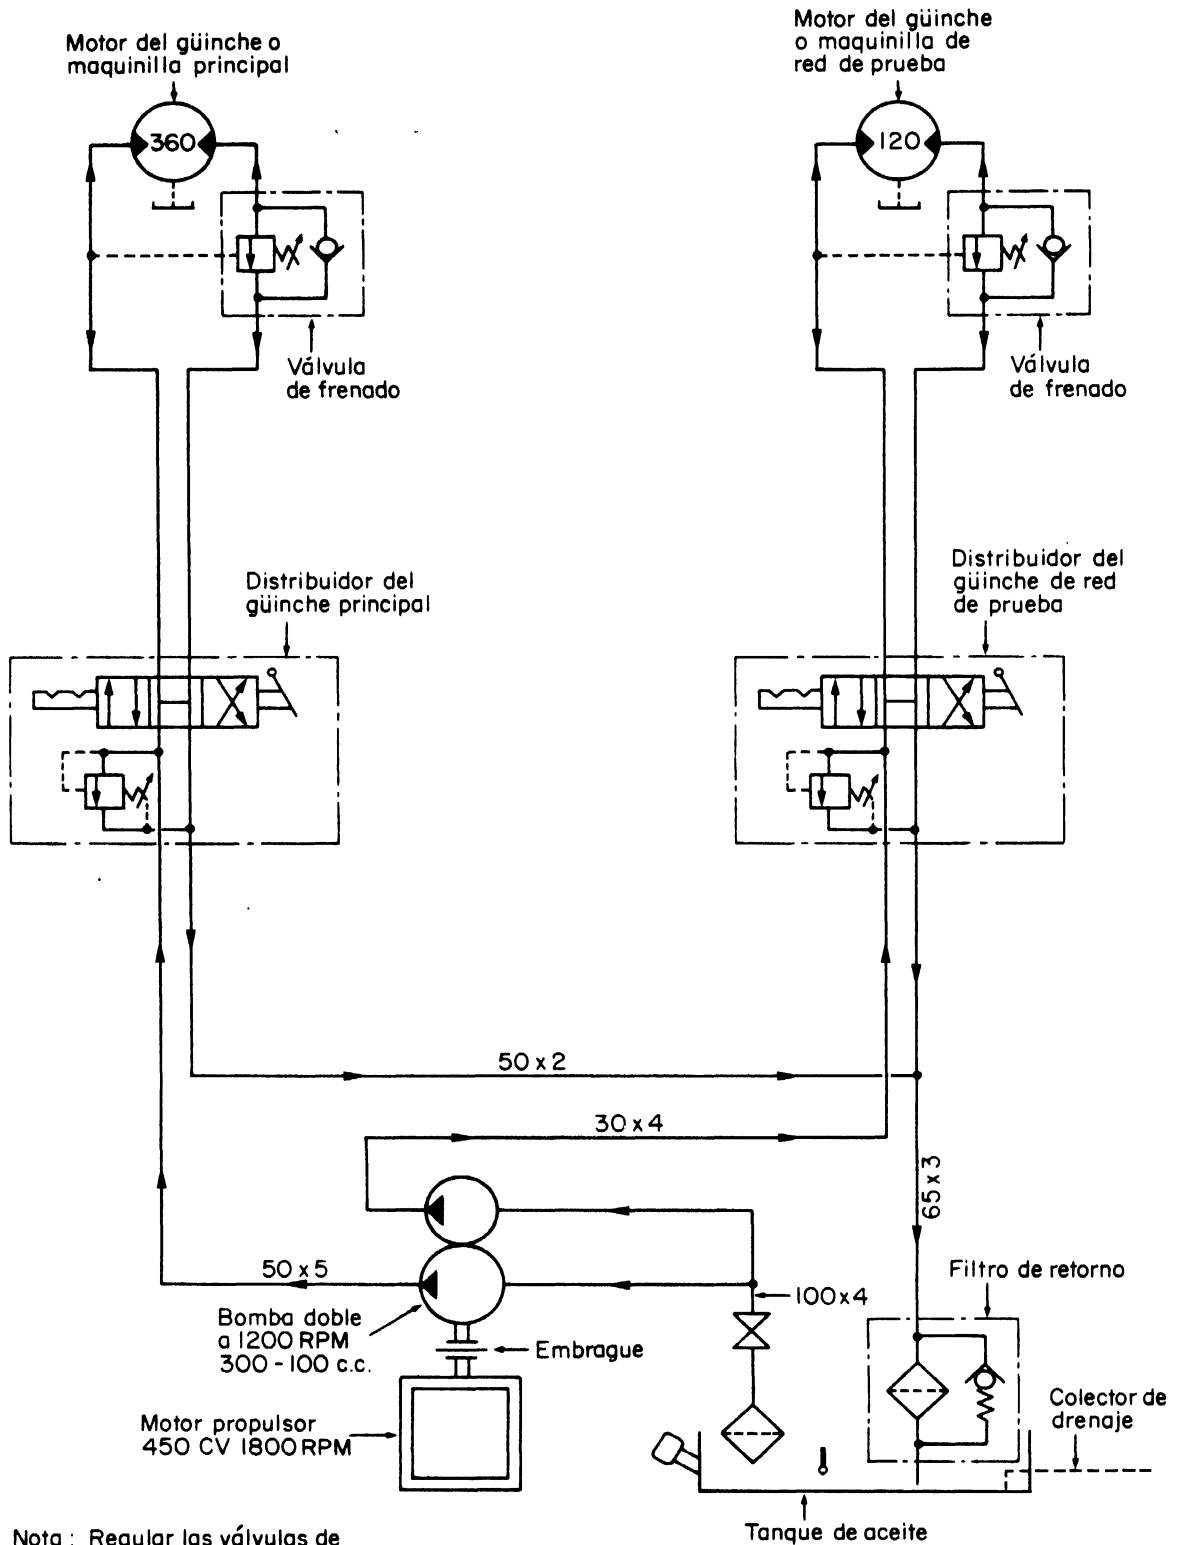 Motor del güinche o
maquinilla principal
Motor del güinche
o maquinilla de
red de prueba
360
120
Válvula
de frenado
Válvula
de frenado
Distribuidor del
güinche principal
Distribuidor del
güinche de red
de prueba
50 x 2
30 x 4
65 x 3
50 x 5
100 x 4
Filtro de retorno
Bomba doble
a 1200 RPM
300 - 100 c.c.
Embrague
Colector de
drenaje
Motor propulsor
450 CV 1800 RPM
Tanque de aceite
Nota : Regular las válvulas de